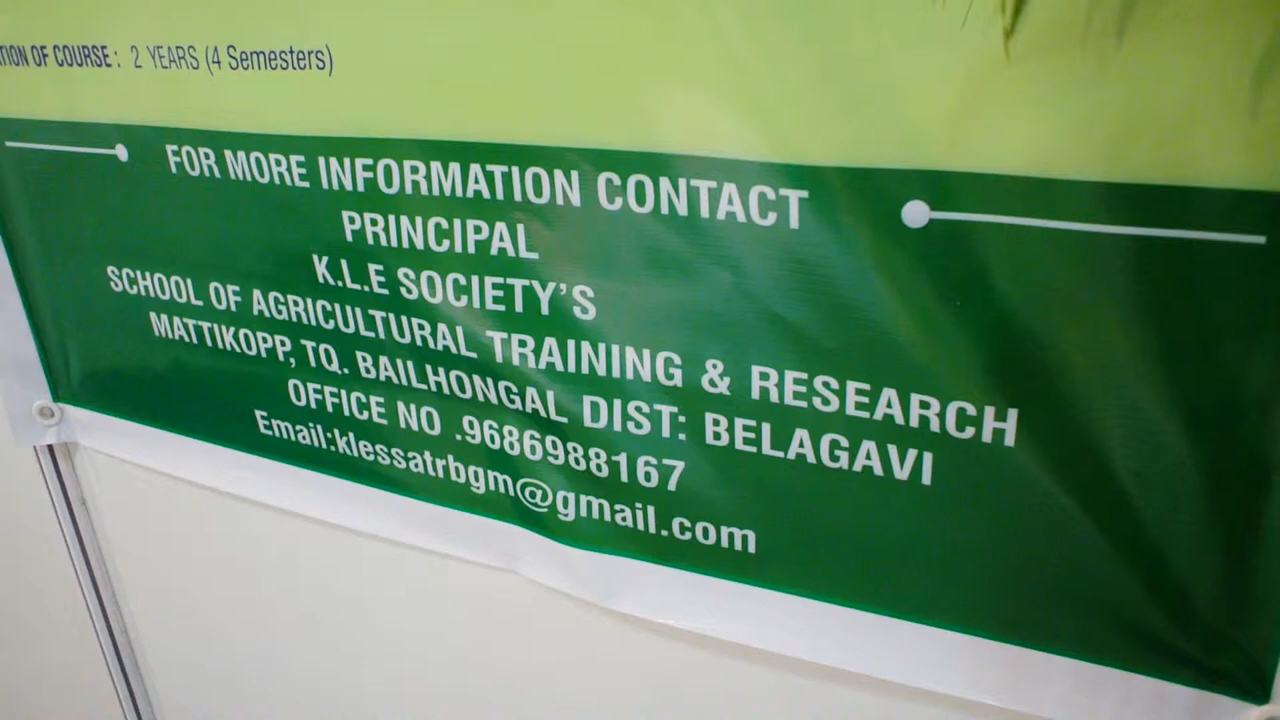 TION OF COURSE : 2 YEARS (4 Semesters)
FOR MORE INFORMATION CONTACT
PRINCIPAL
K.L.E SOCIETY'S
SCHOOL OF AGRICULTURAL TRAINING & RESEARCH
MATTIKOPP, TQ. BAILHONGAL DIST: BELAGAVI
OFFICE NO .9686988167
Email:klessatrbgm@gmail.com